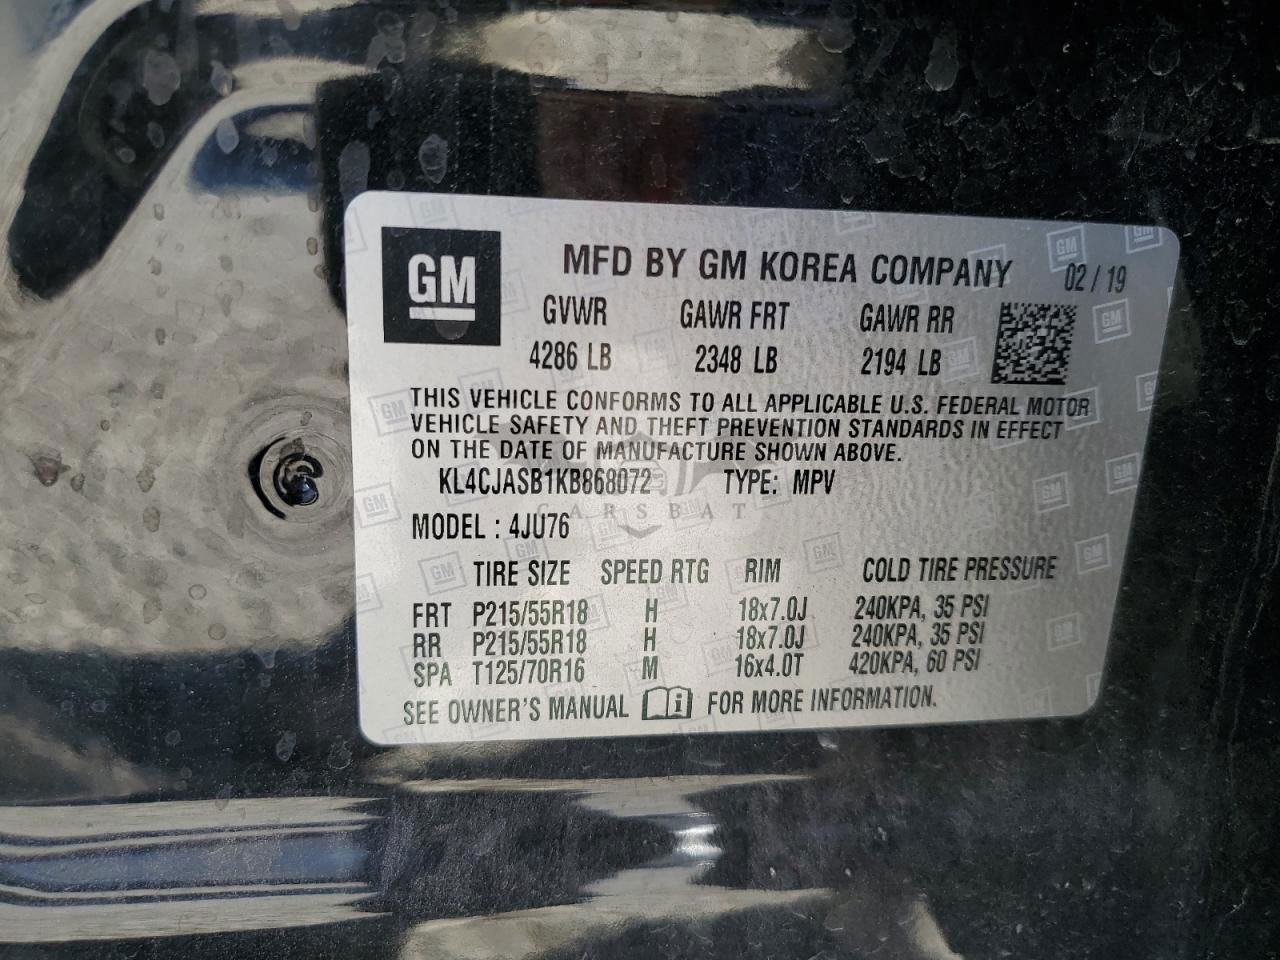 GM
MFD BY GM KOREA COMPANY 02 / 19
GVWR GAWR FRT GAWR RR
4286 LB 2348 LB 2194 LB
THIS VEHICLE CONFORMS TO ALL APPLICABLE U.S. FEDERAL MOTOR
VEHICLE SAFETY AND THEFT PREVENTION STANDARDS IN EFFECT
ON THE DATE OF MANUFACTURE SHOWN ABOVE.
KL4CJASB1KB868072 TYPE: MPV
CARSBAT
MODEL : 4JU76
TIRE SIZE SPEED RTG RIM COLD TIRE PRESSURE
FRT P215/55R18 H 18x7.0J 240KPA, 35 PSI
RR P215/55R18 H 18x7.0J 240KPA, 35 PSI
SPA T125/70R16 M 16x4.0T 420KPA, 60 PSI
SEE OWNER'S MANUAL i FOR MORE INFORMATION.